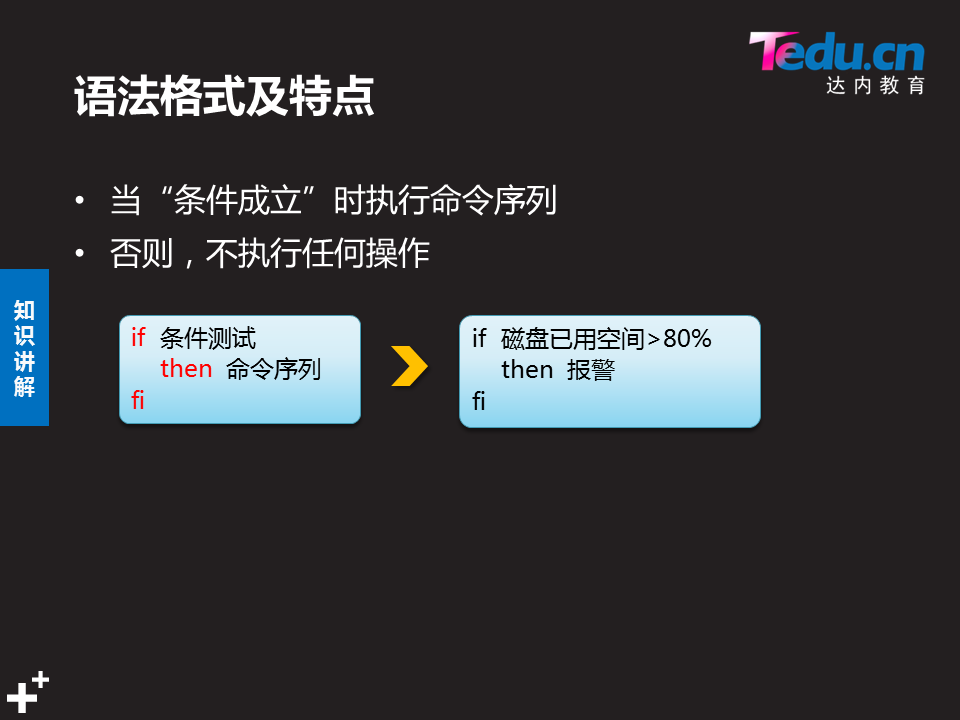 Tedu.cn
达内教育
语法格式及特点
• 当“条件成立”时执行命令序列
• 否则，不执行任何操作
知识讲解
if 条件测试
then 命令序列
fi
if 磁盘已用空间>80%
then 报警
fi